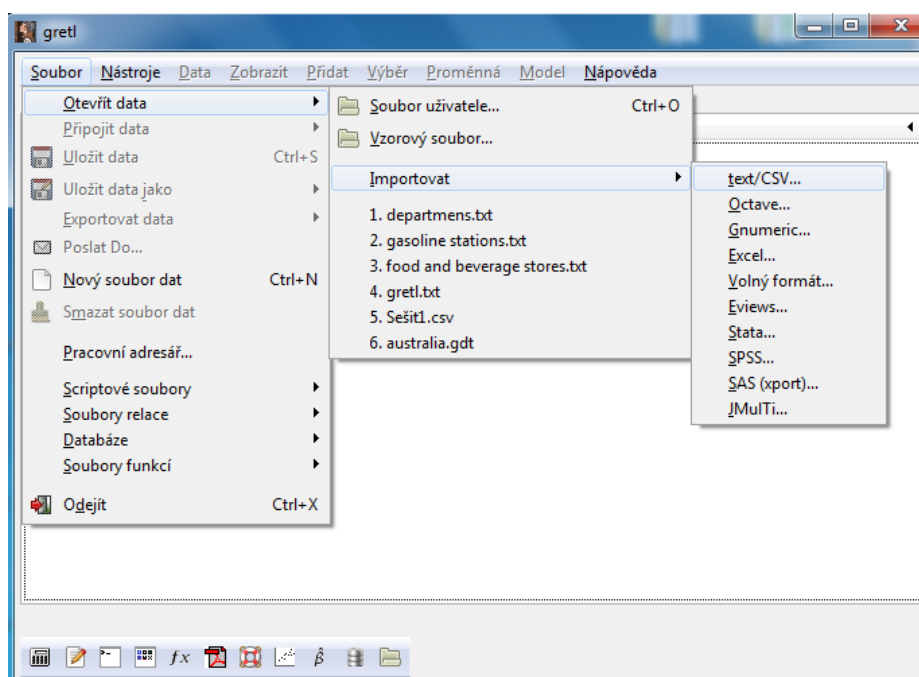 gretl
Soubor Nástroje Data Zobrazit Přidat Výběr Proměnná Model Nápověda
Otevřít data
Připojit data
Uložit data Ctrl+S
Uložit data jako
Exportovat data
Poslat Do...
Nový soubor dat Ctrl+N
Smazat soubor dat
Pracovní adresář...
Scriptové soubory
Soubory relace
Databáze
Soubory funkcí
Odejít Ctrl+X
Soubor uživatele... Ctrl+O
Vzorový soubor...
Importovat
1. departmens.txt
2. gasoline stations.txt
3. food and beverage stores.txt
4. gretl.txt
5. Sešit1.csv
6. australia.gdt
text/CSV...
Octave...
Gnumeric...
Excel...
Volný formát...
Eviews...
Stata...
SPSS...
SAS (xport)...
JMulTi...
fx β̂